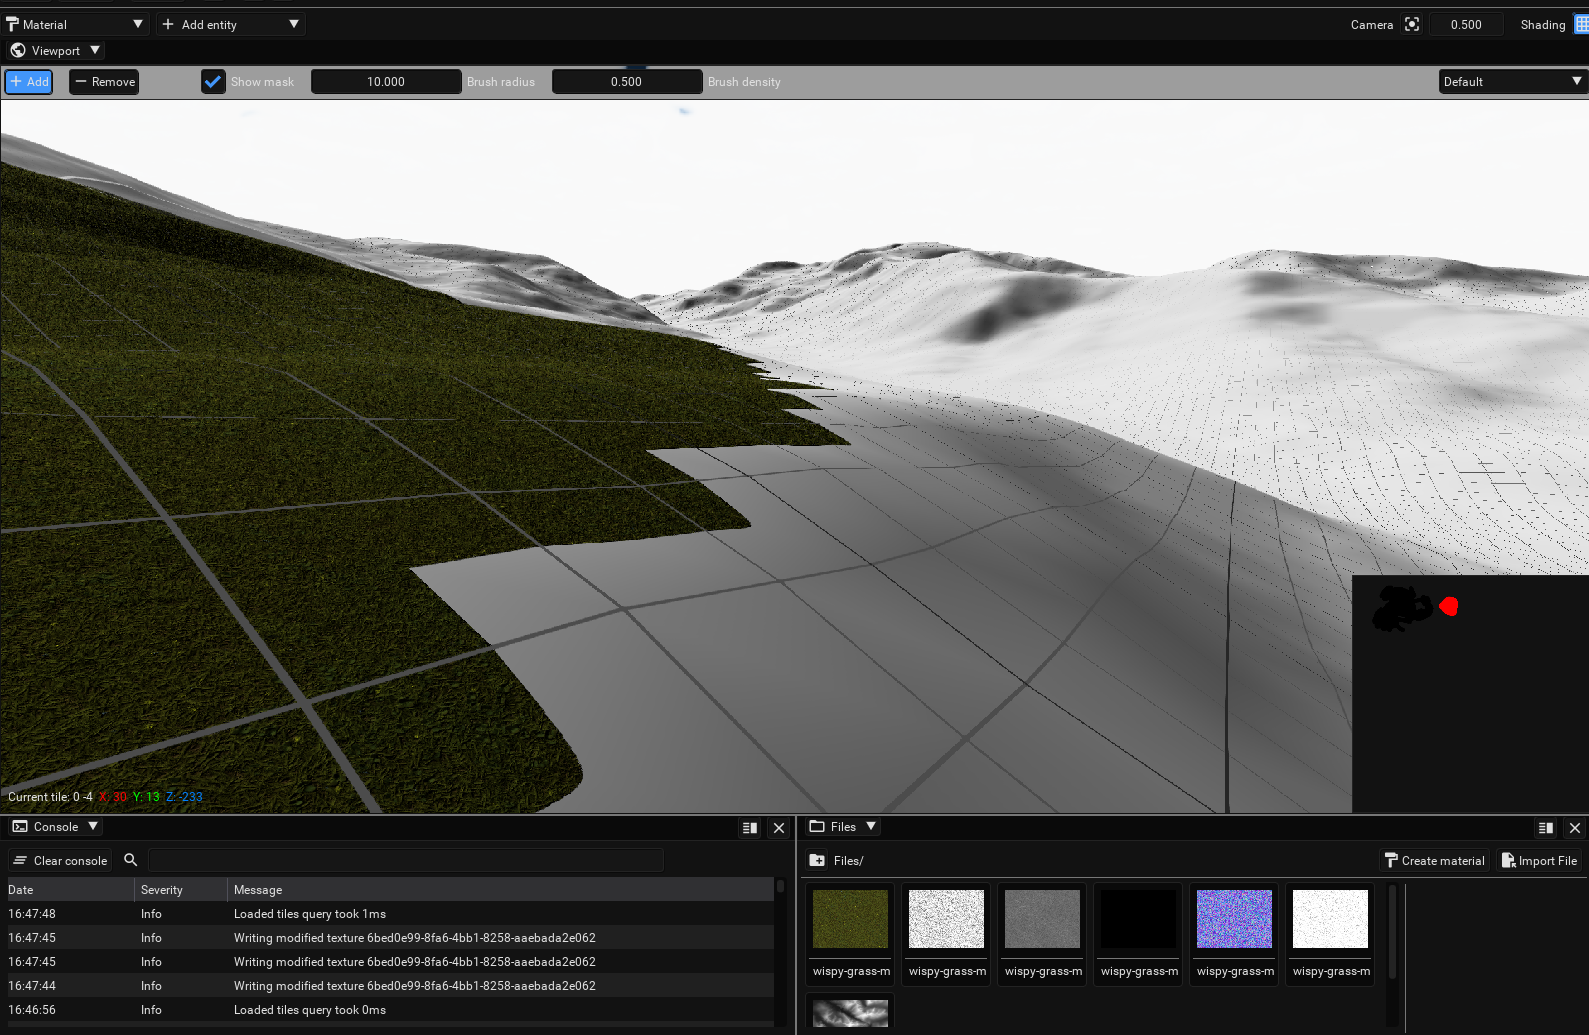 Material Add entity Camera 0.500 Shading
Viewport
Add Remove Show mask 10.000 Brush radius 0.500 Brush density Default
Current tile: 0 -4 X: 30 Y: 13 Z: -233
Console
Clear console
Date Severity Message
16:47:48 Info Loaded tiles query took 1ms
16:47:45 Info Writing modified texture 6bed0e99-8fa6-4bb1-8258-aaebada2e062
16:47:45 Info Writing modified texture 6bed0e99-8fa6-4bb1-8258-aaebada2e062
16:47:44 Info Writing modified texture 6bed0e99-8fa6-4bb1-8258-aaebada2e062
16:46:56 Info Loaded tiles query took 0ms
Files
Files/ Create material Import File
wispy-grass-m wispy-grass-m wispy-grass-m wispy-grass-m wispy-grass-m wispy-grass-m